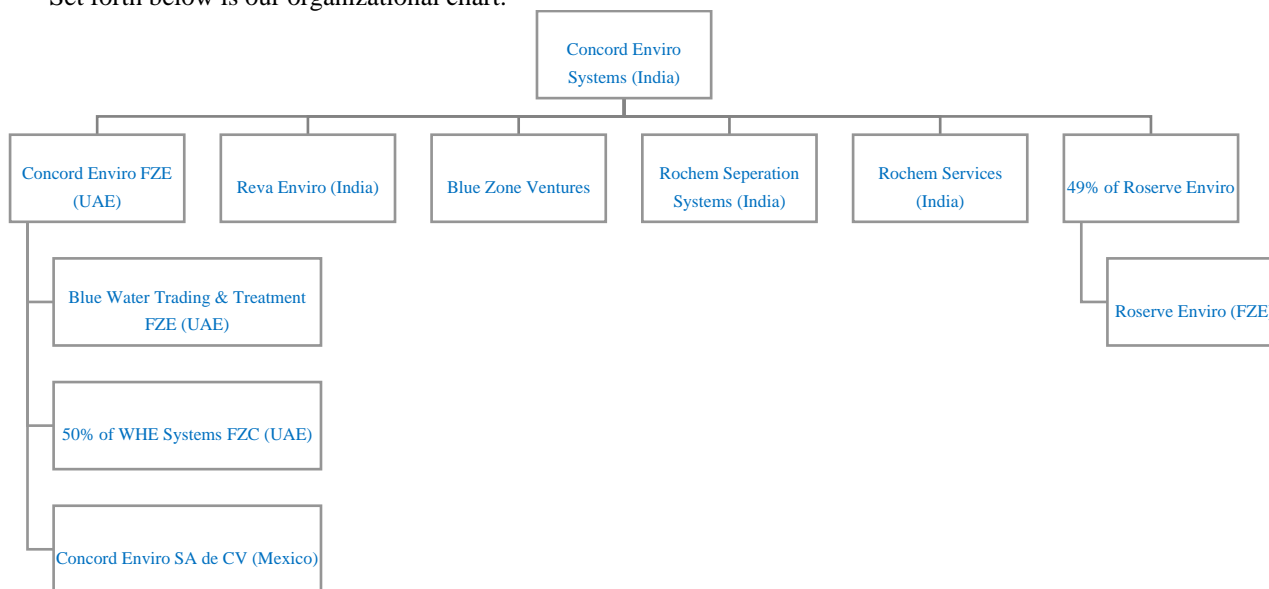 Set forth below is our organizational chart:
Concord Enviro
Systems (India)
Concord Enviro FZE
(UAE)
Reva Enviro (India)
Blue Zone Ventures
Rochem Seperation
Systems (India)
Rochem Services
(India)
49% of Roserve Enviro
Blue Water Trading & Treatment
FZE (UAE)
Roserve Enviro (FZE
50% of WHE Systems FZC (UAE)
Concord Enviro SA de CV (Mexico)